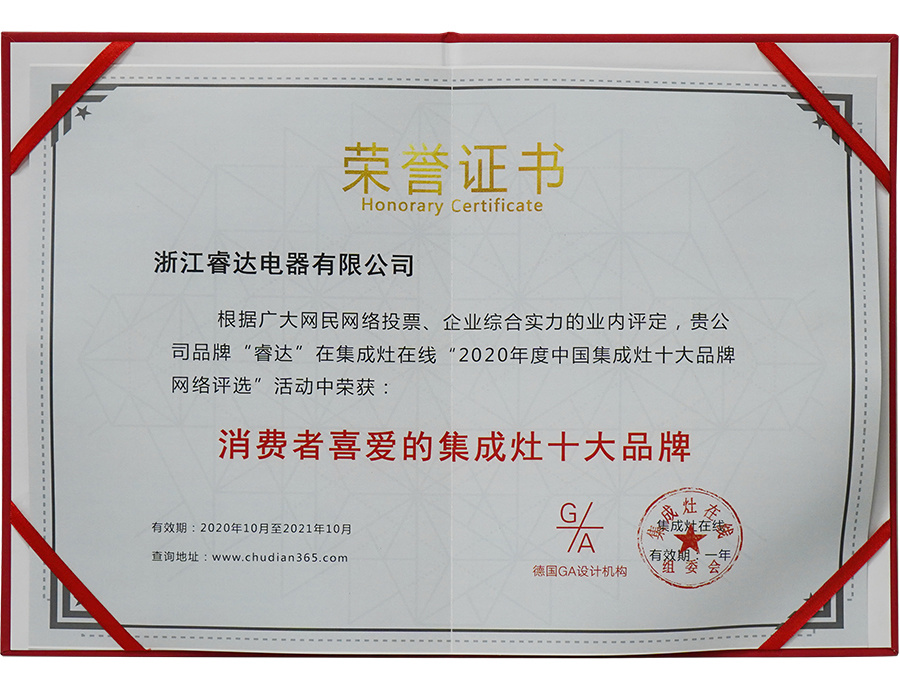 荣誉证书
Honorary Certificate
浙江睿达电器有限公司
根据广大网民网络投票、企业综合实力的业内评定，贵公
司品牌“睿达”在集成灶在线“2020年度中国集成灶十大品牌
网络评选”活动中荣获：
消费者喜爱的集成灶十大品牌
有效期：2020年10月至2021年10月
查询地址：www.chudian365.com
G/A
德国GA设计机构
集成灶在线
集成灶在线
有效期：一年
组委会